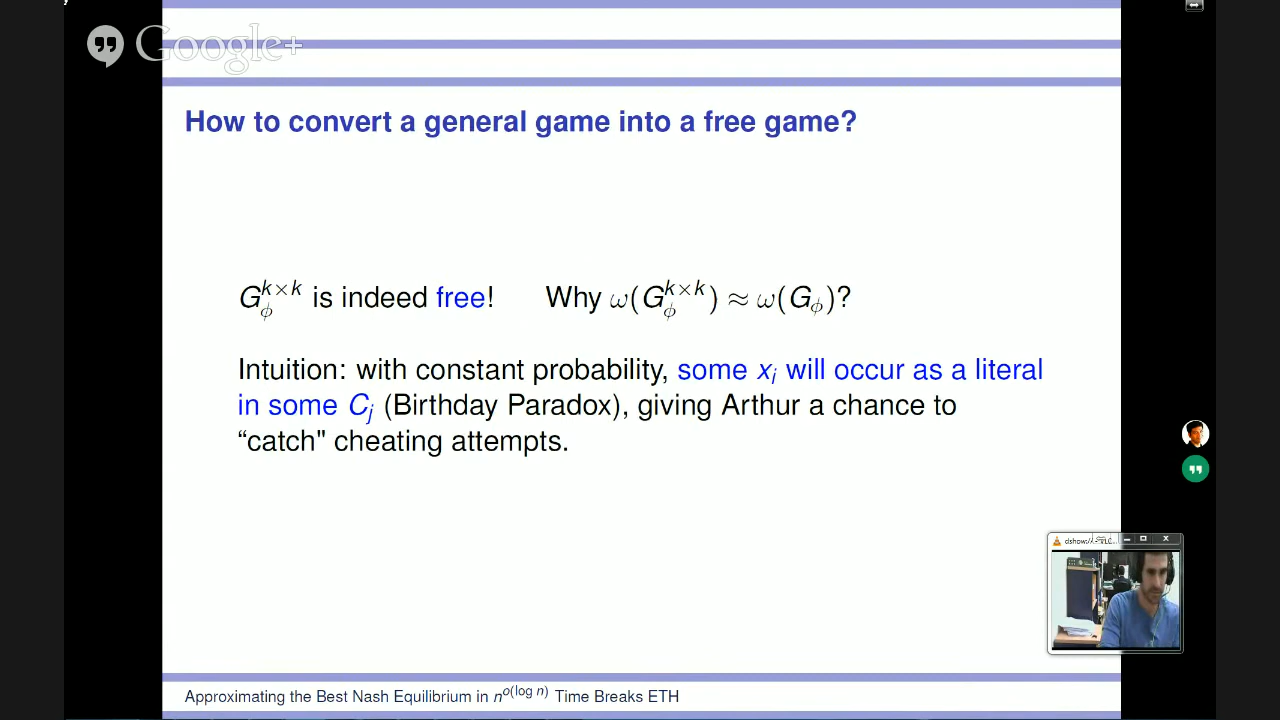 Google+
How to convert a general game into a free game?
G_ϕ^{k×k} is indeed free! Why ω(G_ϕ^{k×k}) ≈ ω(G_ϕ)?
Intuition: with constant probability, some x_i will occur as a literal
in some C_j (Birthday Paradox), giving Arthur a chance to
“catch" cheating attempts.
Approximating the Best Nash Equilibrium in n^{o(log n)} Time Breaks ETH